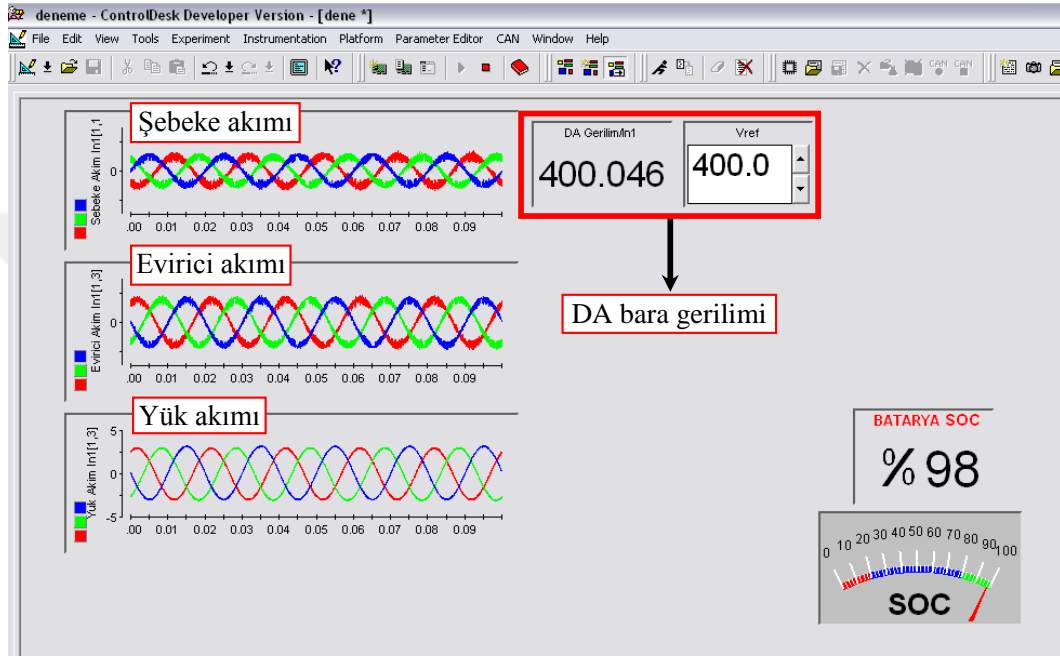 deneme - ControlDesk Developer Version - [dene *]
File Edit View Tools Experiment Instrumentation Platform Parameter Editor CAN Window Help
CAN CAN
Şebeke akımı
Sebeke Akim In1[1,1
0
.00 0.01 0.02 0.03 0.04 0.05 0.06 0.07 0.08 0.09
DA Gerilim/In1
400.046
Vref
400.0
DA bara gerilimi
Evirici akımı
Evirici Akim In1[1,3]
0
.00 0.01 0.02 0.03 0.04 0.05 0.06 0.07 0.08 0.09
Yük akımı
Yuk Akim In1[1,3]
5
0
-5
.00 0.01 0.02 0.03 0.04 0.05 0.06 0.07 0.08 0.09
BATARYA SOC
%98
0 10 20 30 40 50 60 70 80 90 100
SOC